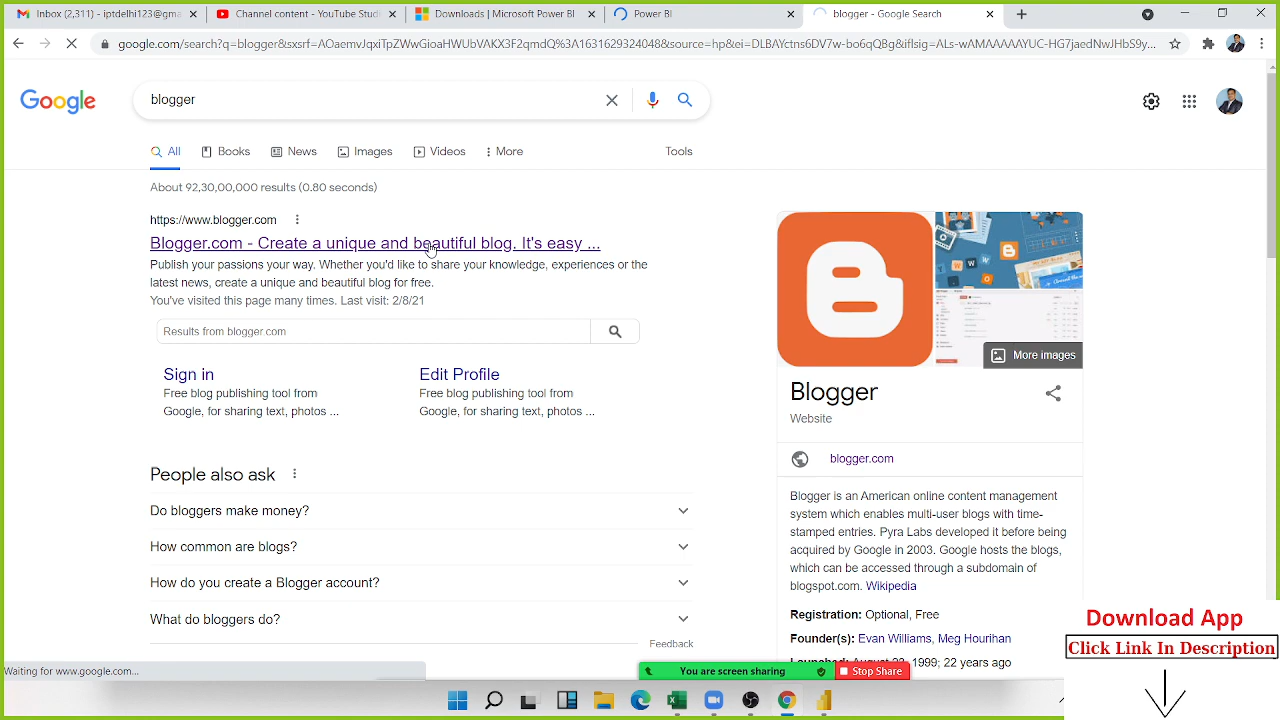 Inbox (2,311) - iptdelhi123@gma
Channel content - YouTube Stud
Downloads | Microsoft Power BI
Power BI
blogger - Google Search
google.com/search?q=blogger&sxsrf=AOaemvJqxiTpZWwGioaHWUbVAKX3F2qmdQ%3A1631629324048&source=hp&ei=DLBAYctns6DV7w-bo6qQBg&iflsig=ALs-wAMAAAAAYUC-HG7jaedNwJHbS9y...
Google
blogger
All
Books
News
Images
Videos
More
Tools
About 92,30,00,000 results (0.80 seconds)
https://www.blogger.com
Blogger.com - Create a unique and beautiful blog. It's easy ...
Publish your passions your way. Whether you'd like to share your knowledge, experiences or the
latest news, create a unique and beautiful blog for free.
You've visited this page many times. Last visit: 2/8/21
Results from blogger.com
Sign in
Free blog publishing tool from
Google, for sharing text, photos ...
Edit Profile
Free blog publishing tool from
Google, for sharing text, photos ...
People also ask
Do bloggers make money?
How common are blogs?
How do you create a Blogger account?
What do bloggers do?
Feedback
More images
Blogger
Website
blogger.com
Blogger is an American online content management
system which enables multi-user blogs with time-
stamped entries. Pyra Labs developed it before being
acquired by Google in 2003. Google hosts the blogs,
which can be accessed through a subdomain of
blogspot.com. Wikipedia
Registration: Optional, Free
Founder(s): Evan Williams, Meg Hourihan
Launched: August 23, 1999; 22 years ago
Download App
Click Link In Description
Waiting for www.google.com...
You are screen sharing
Stop Share